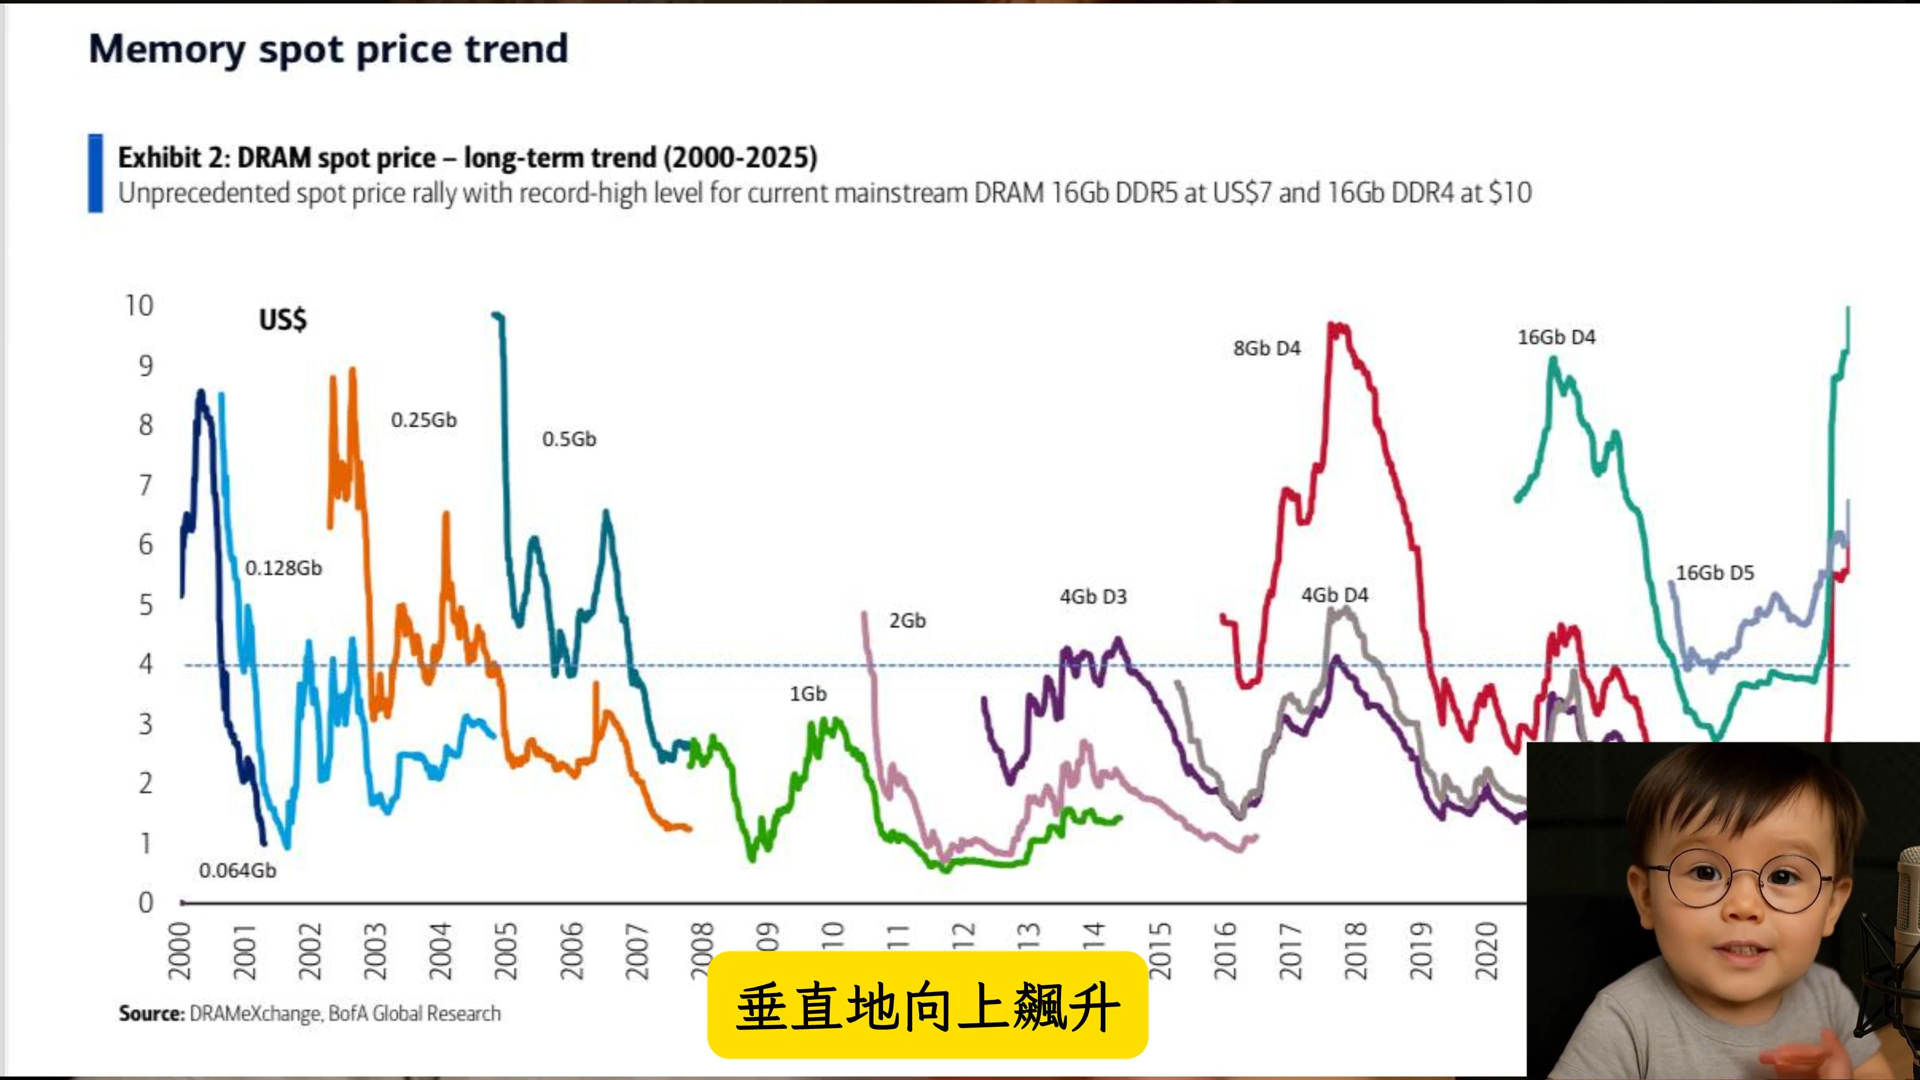 Memory spot price trend
Exhibit 2: DRAM spot price – long-term trend (2000-2025)
Unprecedented spot price rally with record-high level for current mainstream DRAM 16Gb DDR5 at US$7 and 16Gb DDR4 at $10
10
US$
9
8
7
6
5
4
3
2
1
0
0.064Gb
0.128Gb
0.25Gb
0.5Gb
1Gb
2Gb
4Gb D3
4Gb D4
8Gb D4
16Gb D4
16Gb D5
2000 2001 2002 2003 2004 2005 2006 2007 2008 09 10 11 12 13 14 2015 2016 2017 2018 2019 2020
Source: DRAMeXchange, BofA Global Research
垂直地向上飆升